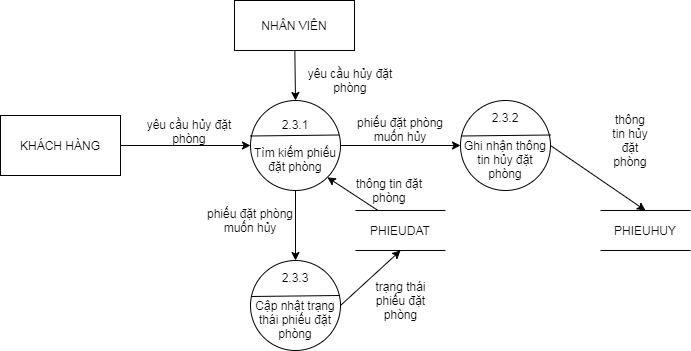 NHÂN VIÊN
yêu cầu hủy đặt
phòng
KHÁCH HÀNG
yêu cầu hủy đặt
phòng
2.3.1
Tìm kiếm phiếu
đặt phòng
phiếu đặt phòng
muốn hủy
2.3.2
Ghi nhận thông
tin hủy đặt
phòng
thông
tin hủy
đặt
phòng
phiếu đặt phòng
muốn hủy
thông tin đặt
phòng
PHIEUDAT
PHIEUHUY
2.3.3
Cập nhật trạng
thái phiếu đặt
phòng
trạng thái
phiếu đặt
phòng